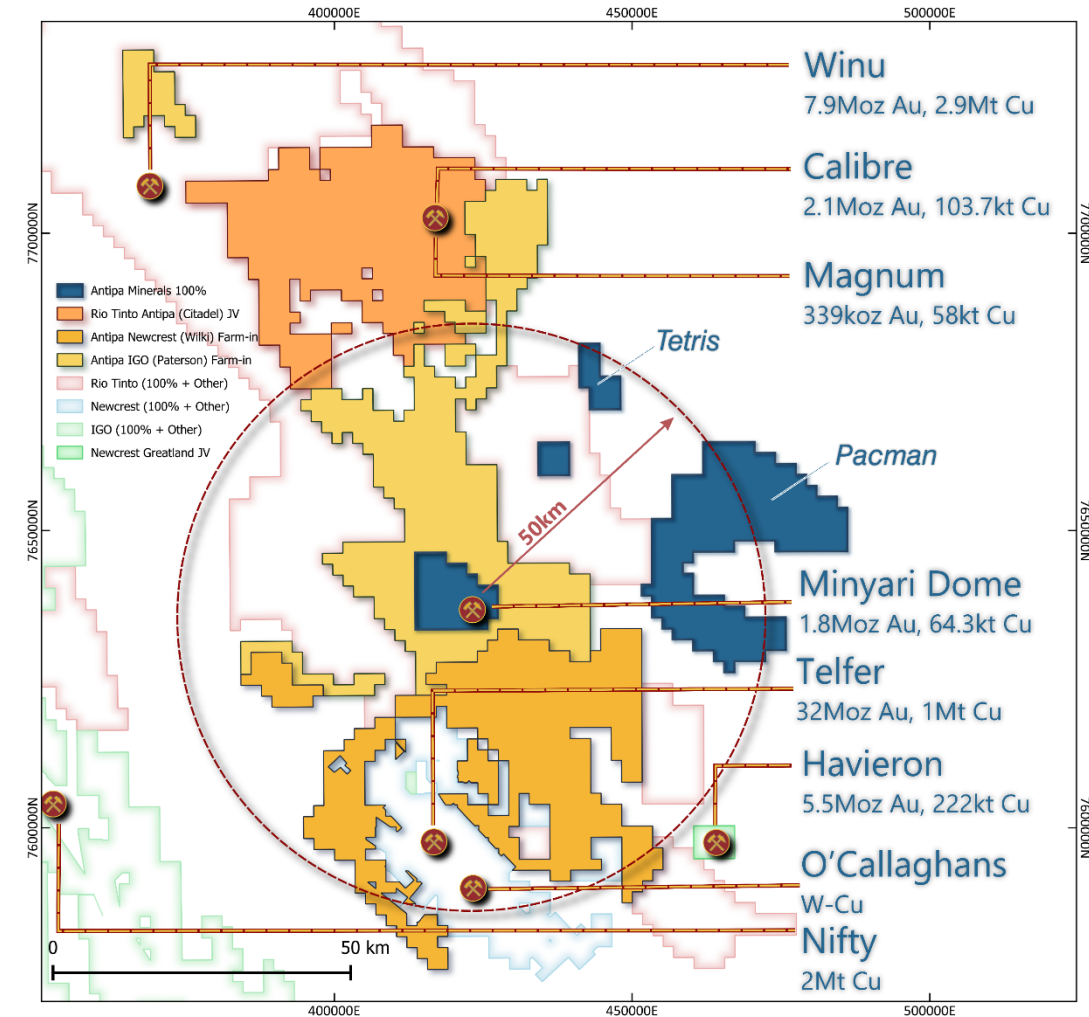 400000E
450000E
500000E
Winu
7.9Moz Au, 2.9Mt Cu
Calibre
2.1Moz Au, 103.7kt Cu
7700000N
7700000N
Magnum
339koz Au, 58kt Cu
Antipa Minerals 100%
Rio Tinto Antipa (Citadel) JV
Antipa Newcrest (Wilki) Farm-in
Antipa IGO (Paterson) Farm-in
Rio Tinto (100% + Other)
Newcrest (100% + Other)
IGO (100% + Other)
Newcrest Greatland JV
Tetris
Pacman
50km
7650000N
7650000N
Minyari Dome
1.8Moz Au, 64.3kt Cu
Telfer
32Moz Au, 1Mt Cu
Havieron
5.5Moz Au, 222kt Cu
7600000N
7600000N
O'Callaghans
W-Cu
Nifty
2Mt Cu
0
50 km
400000E
450000E
500000E